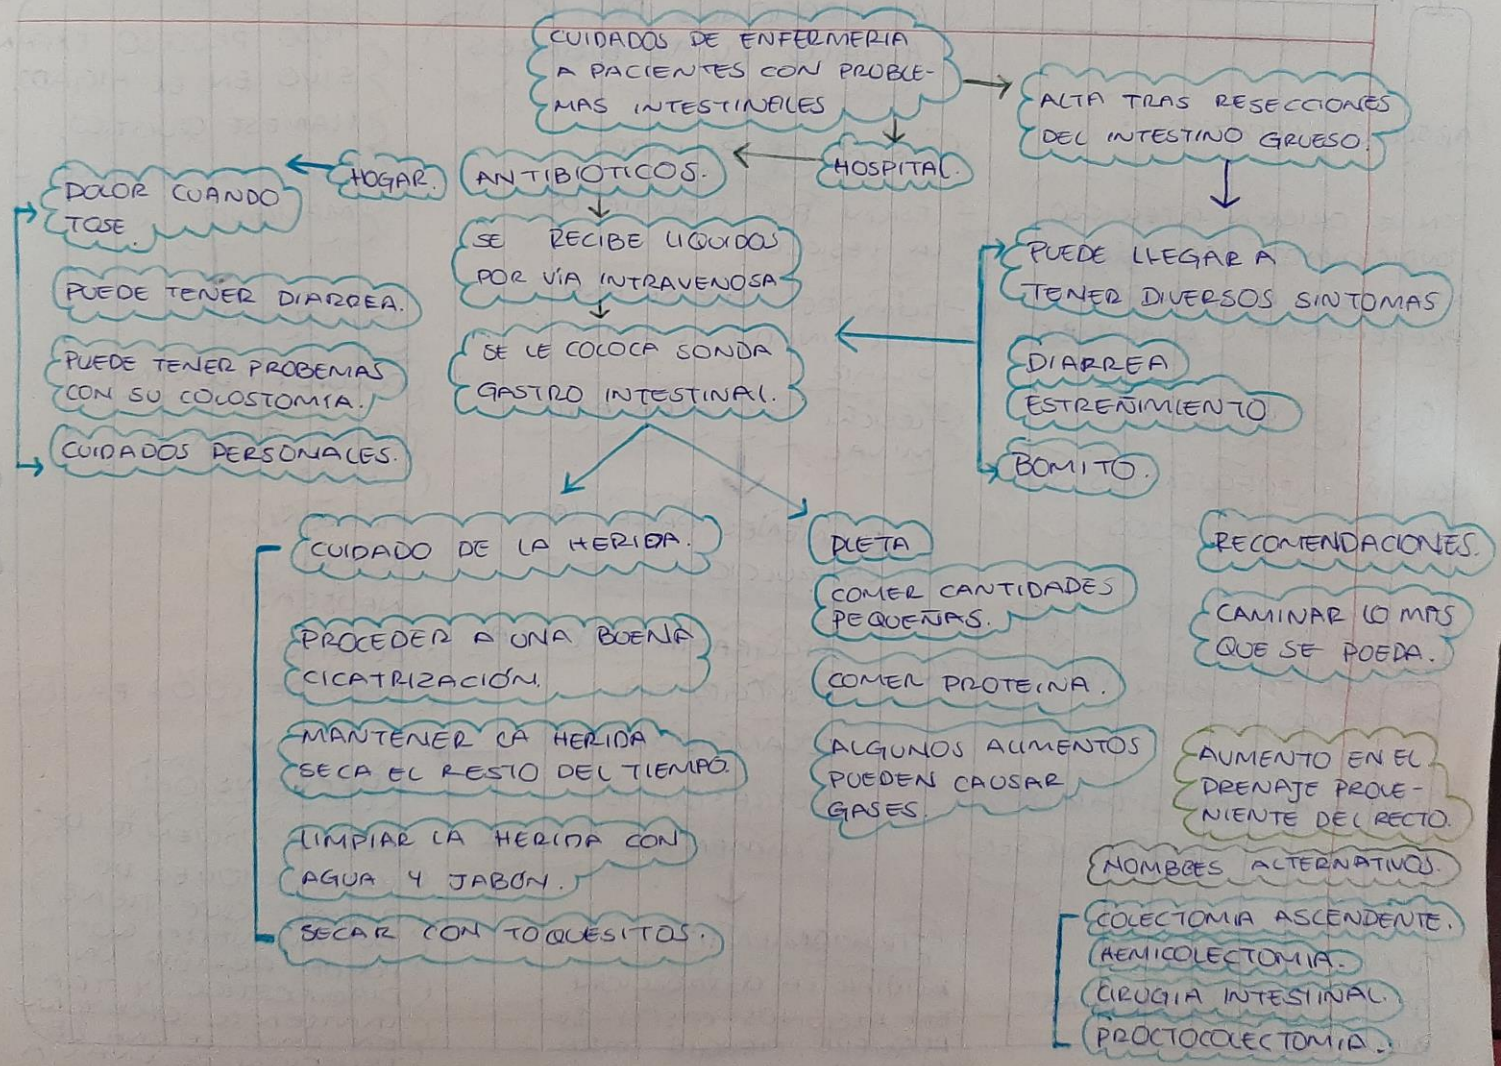 CUIDADOS DE ENFERMERIA
A PACIENTES CON PROBLE-
MAS INTESTINELES
ALTA TRAS RESECCIONES
DEL INTESTINO GRUESO.
HOSPITAL.
ANTIBIOTICOS.
HOGAR.
DOLOR CUANDO
TOSE.
PUEDE TENER DIARREA.
PUEDE TENER PROBEMAS
CON SU COLOSTOMIA.
CUIDADOS PERSONALES.
SE RECIBE LIQUIDOS
POR VÍA INTRAVENOSA
SE LE COLOCA SONDA
GASTRO INTESTINAL.
PUEDE LLEGAR A
TENER DIVERSOS SINTOMAS
DIARREA
ESTREÑIMIENTO
BOMITO.
CUIDADO DE LA HERIDA.
PROCEDER A UNA BUENA
CICATRIZACIÓN.
MANTENER LA HERIDA
SECA EL RESTO DEL TIEMPO.
LIMPIAR LA HERIDA CON
AGUA Y JABÓN.
SECAR CON TOQUESITOS.
DIETA
COMER CANTIDADES
PEQUEÑAS.
COMER PROTEINA.
ALGUNOS ALIMENTOS
PUEDEN CAUSAR
GASES.
RECOMENDACIONES.
CAMINAR LO MAS
QUE SE PUEDA.
AUMENTO EN EL
DRENAJE PROVE-
NIENTE DEL RECTO.
NOMBRES ALTERNATIVOS.
COLECTOMIA ASCENDENTE.
HEMICOLECTOMIA.
CIRUGIA INTESTINAL.
PROCTOCOLECTOMIA.